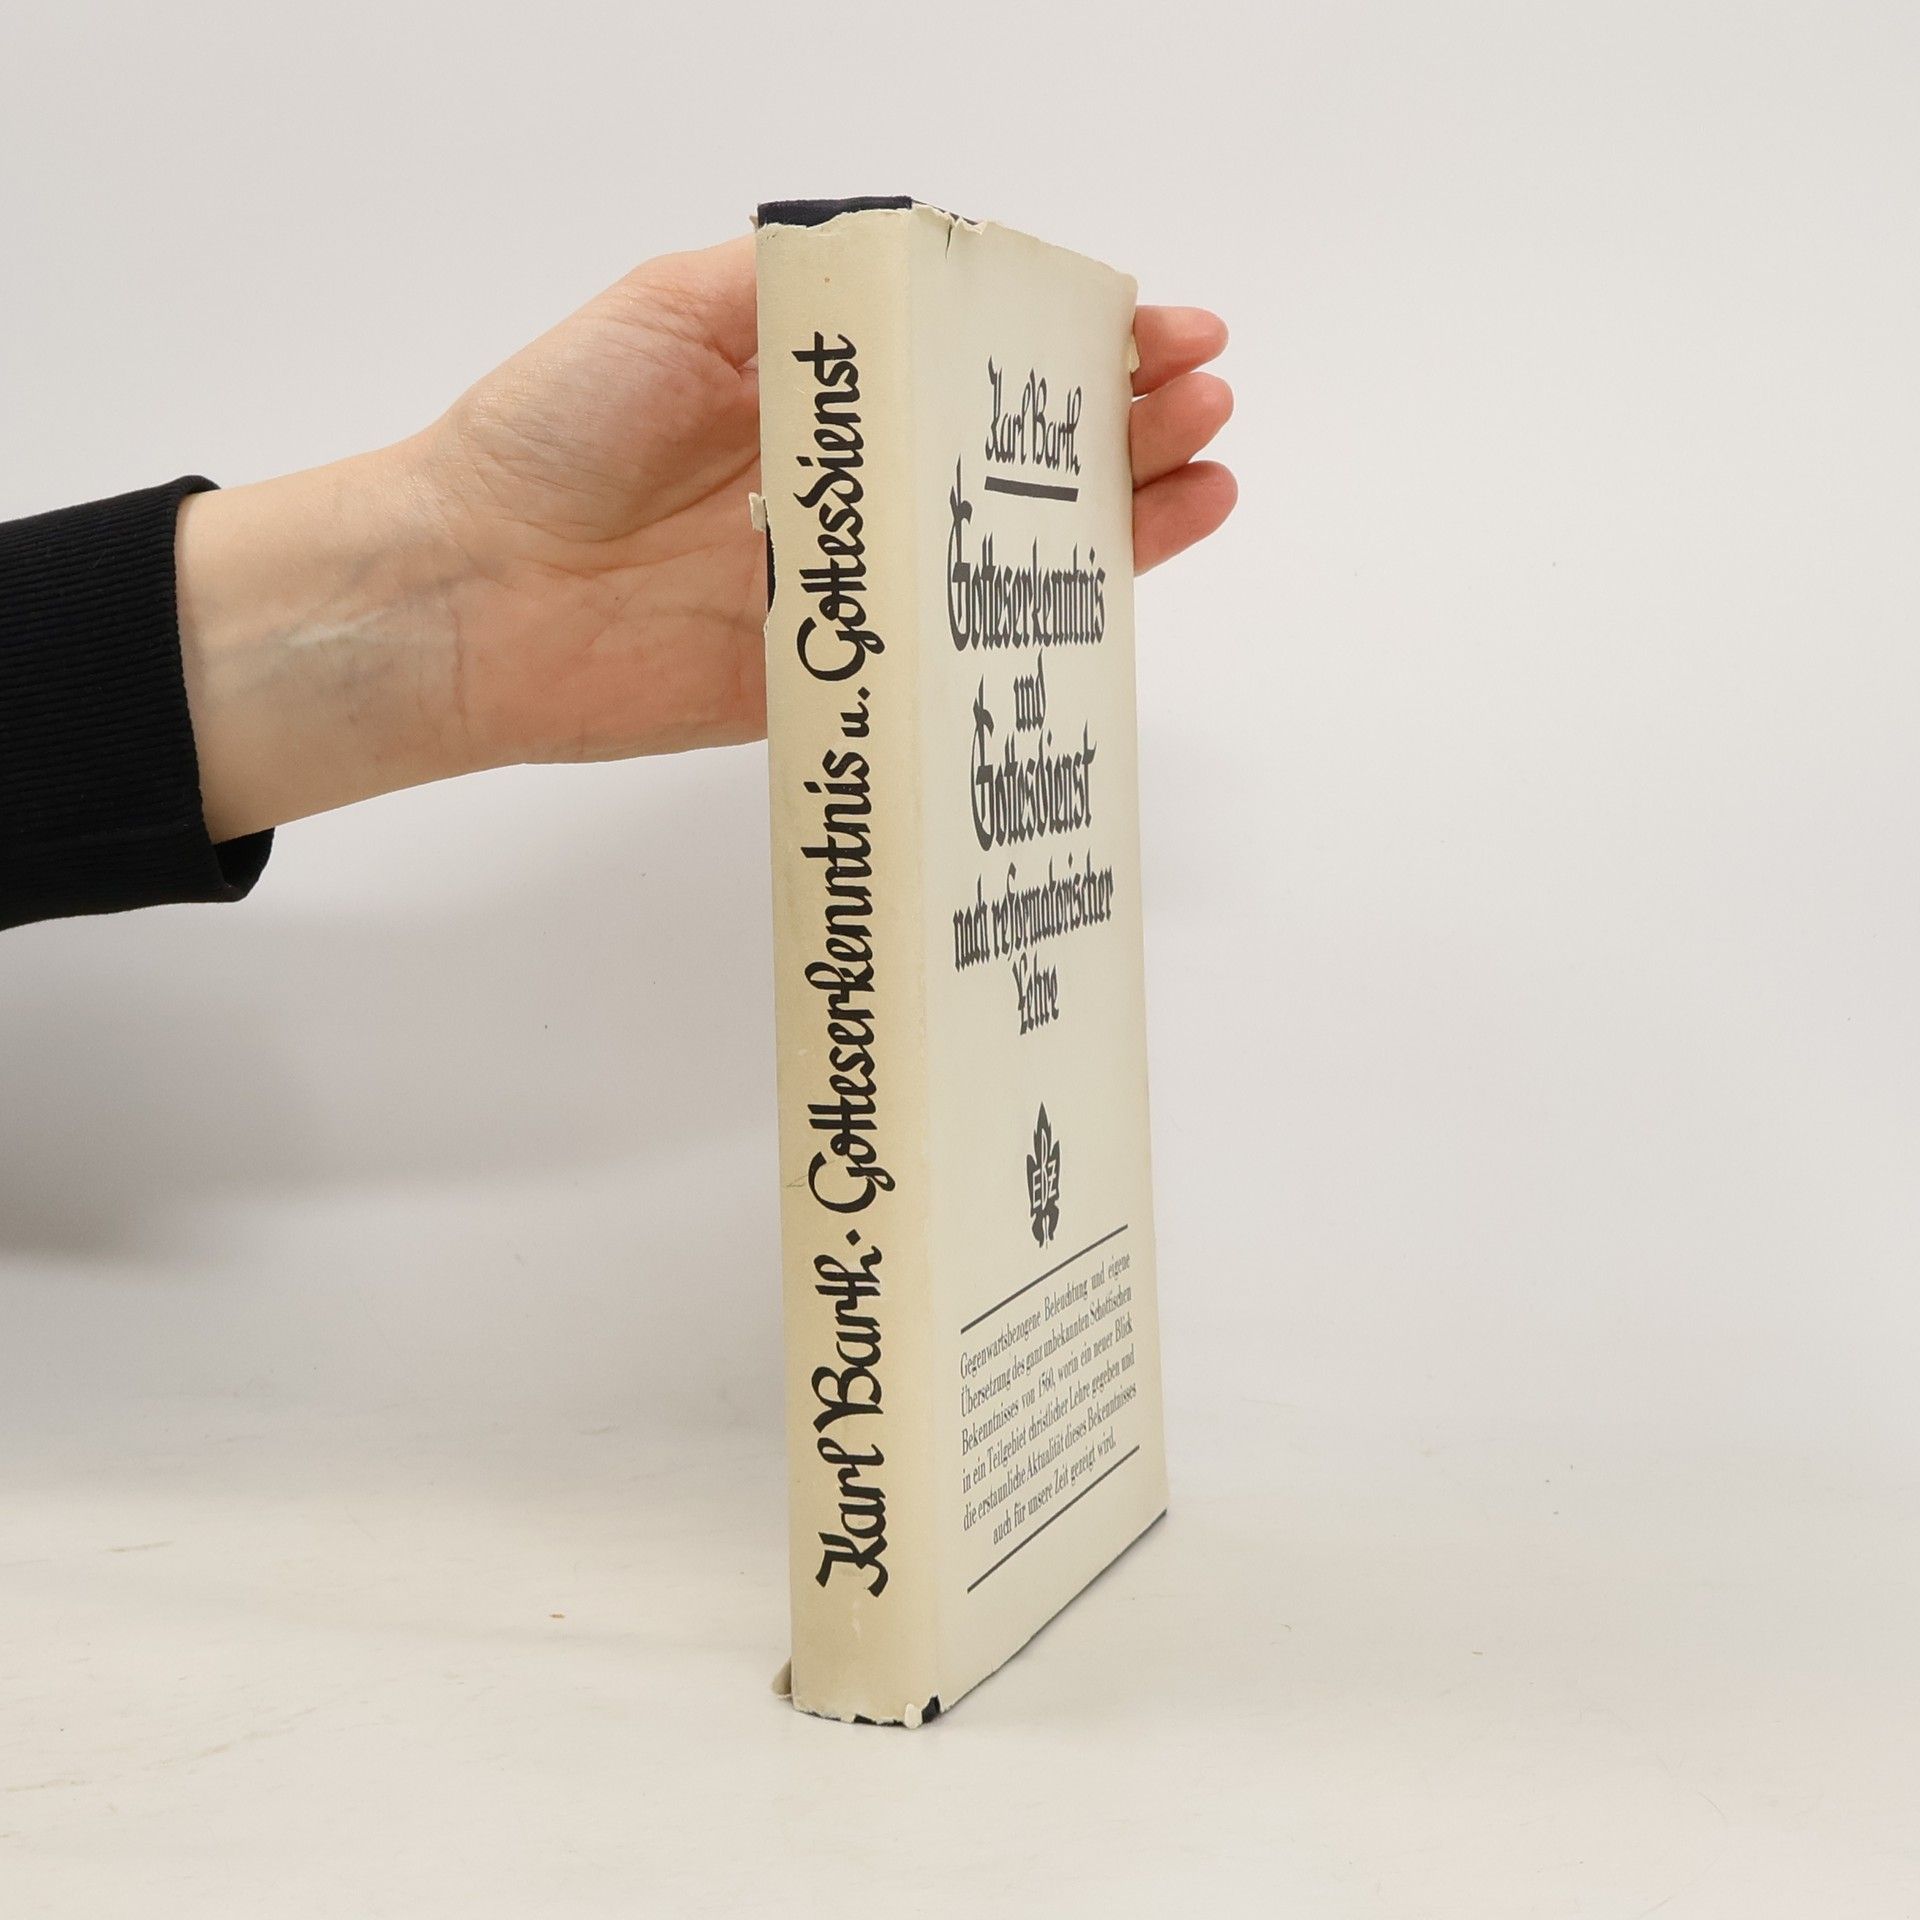 Karl Barth · Gotteserkenntnis u. Gottesdienst
Karl Barth
Gotteserkenntnis
und
Gottesdienst
nach reformatorischer
Lehre
EVZ
Gegenwartsbezogene Beleuchtung und eigene
Übersetzung des ganz unbekannten Schottischen
Bekenntnisses von 1560, worin ein neuer Blick
in ein Teilgebiet christlicher Lehre gegeben und
die erstaunliche Aktualität dieses Bekenntnisses
auch für unsere Zeit gezeigt wird.